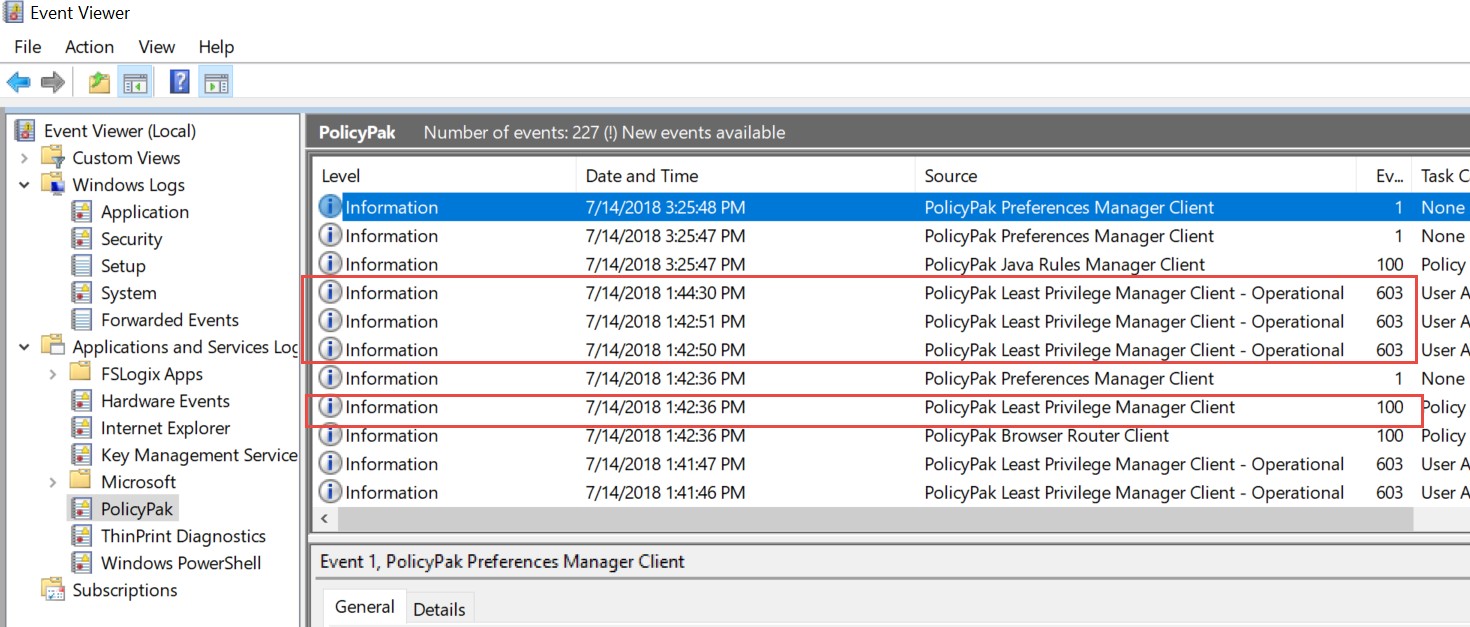 Event Viewer
File Action View Help
Event Viewer (Local)
Custom Views
Windows Logs
Application
Security
Setup
System
Forwarded Events
Applications and Services Log
FSLogix Apps
Hardware Events
Internet Explorer
Key Management Service
Microsoft
PolicyPak
ThinPrint Diagnostics
Windows PowerShell
Subscriptions
PolicyPak Number of events: 227 (!) New events available
Level Date and Time Source Ev... Task C
Information 7/14/2018 3:25:48 PM PolicyPak Preferences Manager Client 1 None
Information 7/14/2018 3:25:47 PM PolicyPak Preferences Manager Client 1 None
Information 7/14/2018 3:25:47 PM PolicyPak Java Rules Manager Client 100 Policy
Information 7/14/2018 1:44:30 PM PolicyPak Least Privilege Manager Client - Operational 603 User A
Information 7/14/2018 1:42:51 PM PolicyPak Least Privilege Manager Client - Operational 603 User A
Information 7/14/2018 1:42:50 PM PolicyPak Least Privilege Manager Client - Operational 603 User A
Information 7/14/2018 1:42:36 PM PolicyPak Preferences Manager Client 1 None
Information 7/14/2018 1:42:36 PM PolicyPak Least Privilege Manager Client 100 Policy
Information 7/14/2018 1:42:36 PM PolicyPak Browser Router Client 100 Policy
Information 7/14/2018 1:41:47 PM PolicyPak Least Privilege Manager Client - Operational 603 User A
Information 7/14/2018 1:41:46 PM PolicyPak Least Privilege Manager Client - Operational 603 User A
Event 1, PolicyPak Preferences Manager Client
General Details